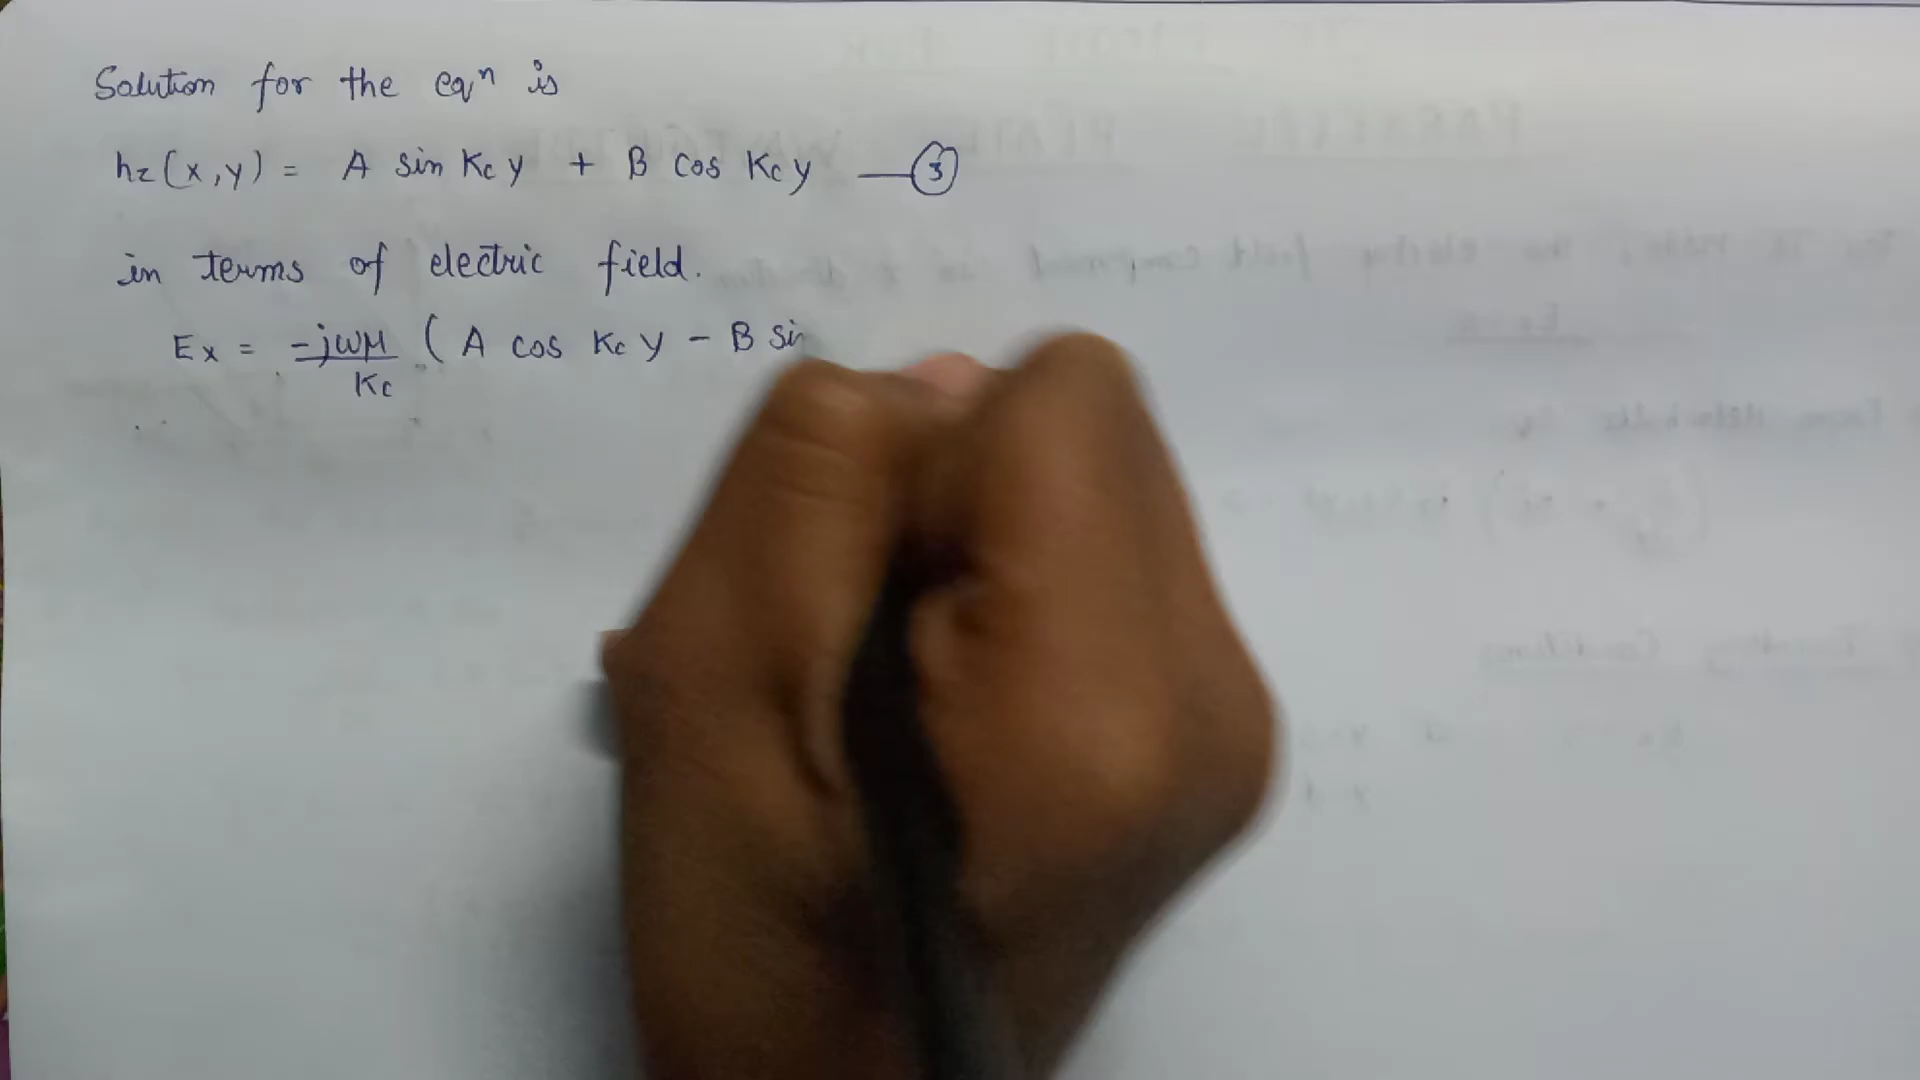 Solution for the eqⁿ is
hz(x,y) = A sin Kc y + B cos Kc y —③
in terms of electric field.
Ex = -jωμ/Kc (A cos Kc y - B sin